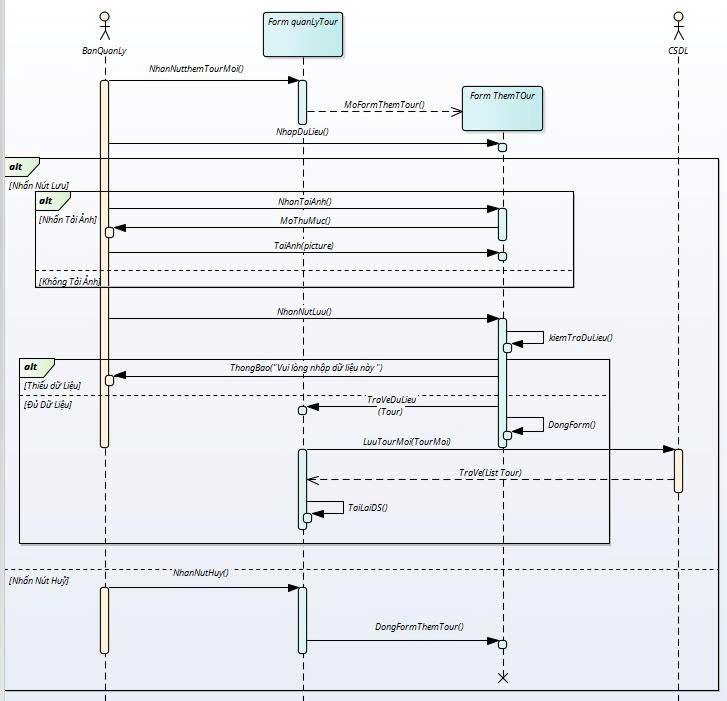 Form quanLyTour
BanQuanLy
CSDL
NhanNutthemTourMoi()
Form ThemTOur
MoFormThemTour()
NhapDuLieu()
alt
[Nhấn Nút Lưu]
alt
NhanTaiAnh()
[Nhấn Tải Ảnh]
MoThuMuc()
TaiAnh(picture)
[Không Tải Ảnh]
NhanNutLuu()
kiemTraDuLieu()
alt
ThongBao("Vui lòng nhập dữ liệu này ")
[Thiếu dữ Liệu]
[Đủ Dữ Liệu]
TraVeDuLieu
(Tour)
DongForm()
LuuTourMoi(TourMoi)
TraVe(List Tour)
TaiLaiDS()
[Nhấn Nút Huỷ]
NhanNutHuy()
DongFormThemTour()